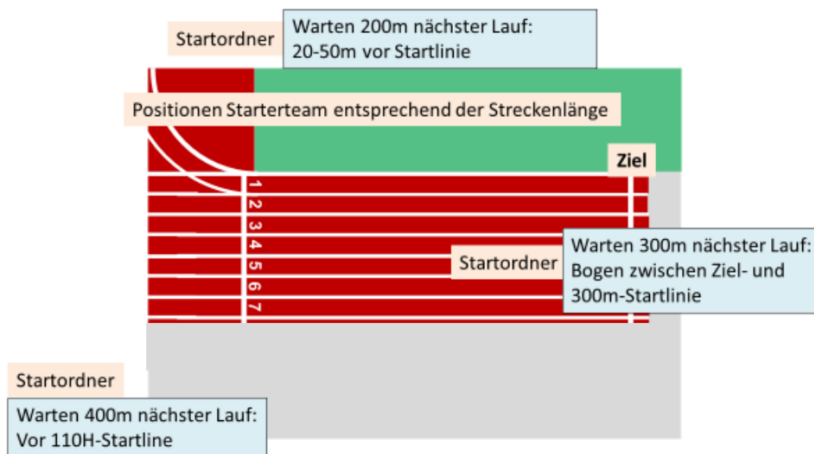 Startordner
Warten 200m nächster Lauf:
20-50m vor Startlinie
Positionen Starterteam entsprechend der Streckenlänge
Ziel
1
2
3
4
5
6
7
Startordner
Warten 300m nächster Lauf:
Bogen zwischen Ziel- und
300m-Startlinie
Startordner
Warten 400m nächster Lauf:
Vor 110H-Startline